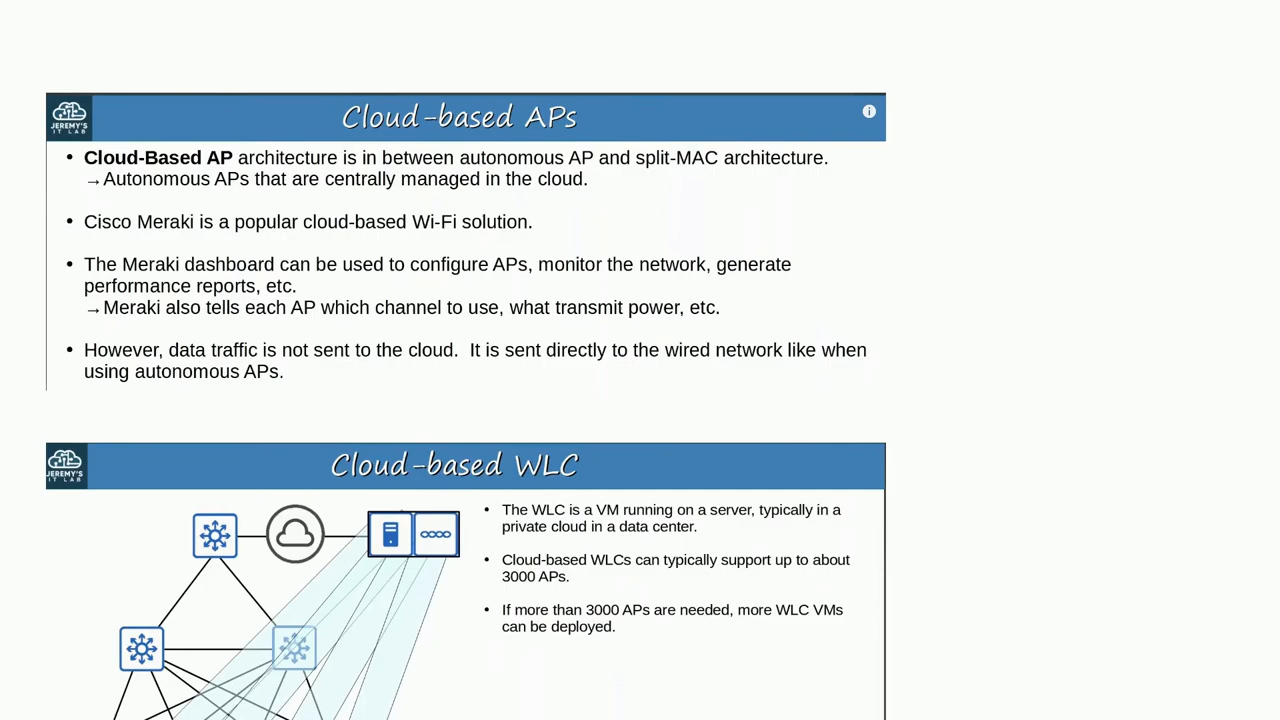 JEREMY'S
IT LAB
Cloud-based APs
• Cloud-Based AP architecture is in between autonomous AP and split-MAC architecture.
→Autonomous APs that are centrally managed in the cloud.
• Cisco Meraki is a popular cloud-based Wi-Fi solution.
• The Meraki dashboard can be used to configure APs, monitor the network, generate
performance reports, etc.
→Meraki also tells each AP which channel to use, what transmit power, etc.
• However, data traffic is not sent to the cloud.  It is sent directly to the wired network like when
using autonomous APs.
JEREMY'S
IT LAB
Cloud-based WLC
• The WLC is a VM running on a server, typically in a
private cloud in a data center.
• Cloud-based WLCs can typically support up to about
3000 APs.
• If more than 3000 APs are needed, more WLC VMs
can be deployed.